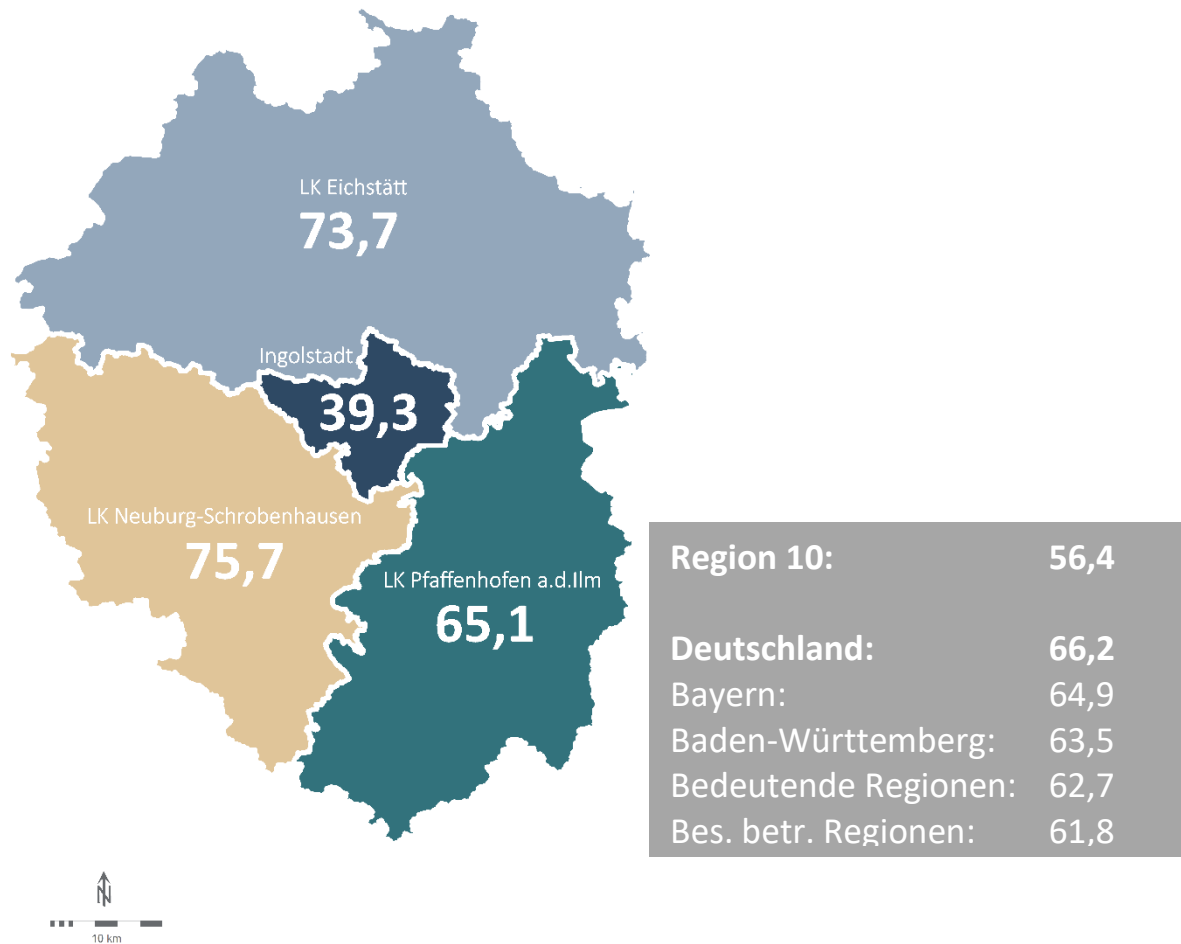 LK Eichstätt
73,7
Ingolstadt
39,3
LK Neuburg-Schrobenhausen
75,7
LK Pfaffenhofen a.d.Ilm
65,1
Region 10: 56,4
Deutschland: 66,2
Bayern: 64,9
Baden-Württemberg: 63,5
Bedeutende Regionen: 62,7
Bes. betr. Regionen: 61,8
N
10 km